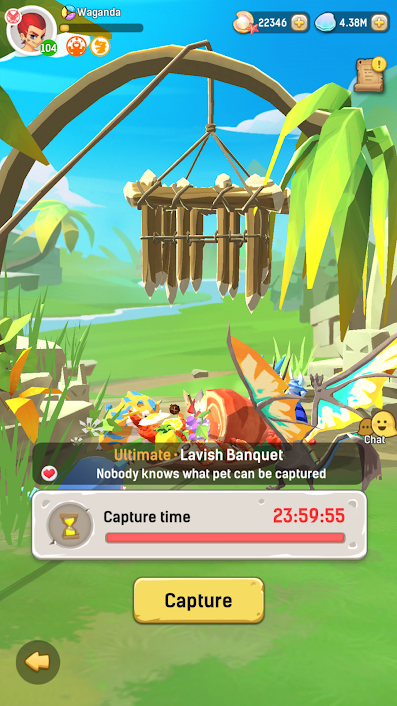 Waganda
104
22346
4.38M
Chat
Ultimate · Lavish Banquet
Nobody knows what pet can be captured
Capture time
23:59:55
Capture